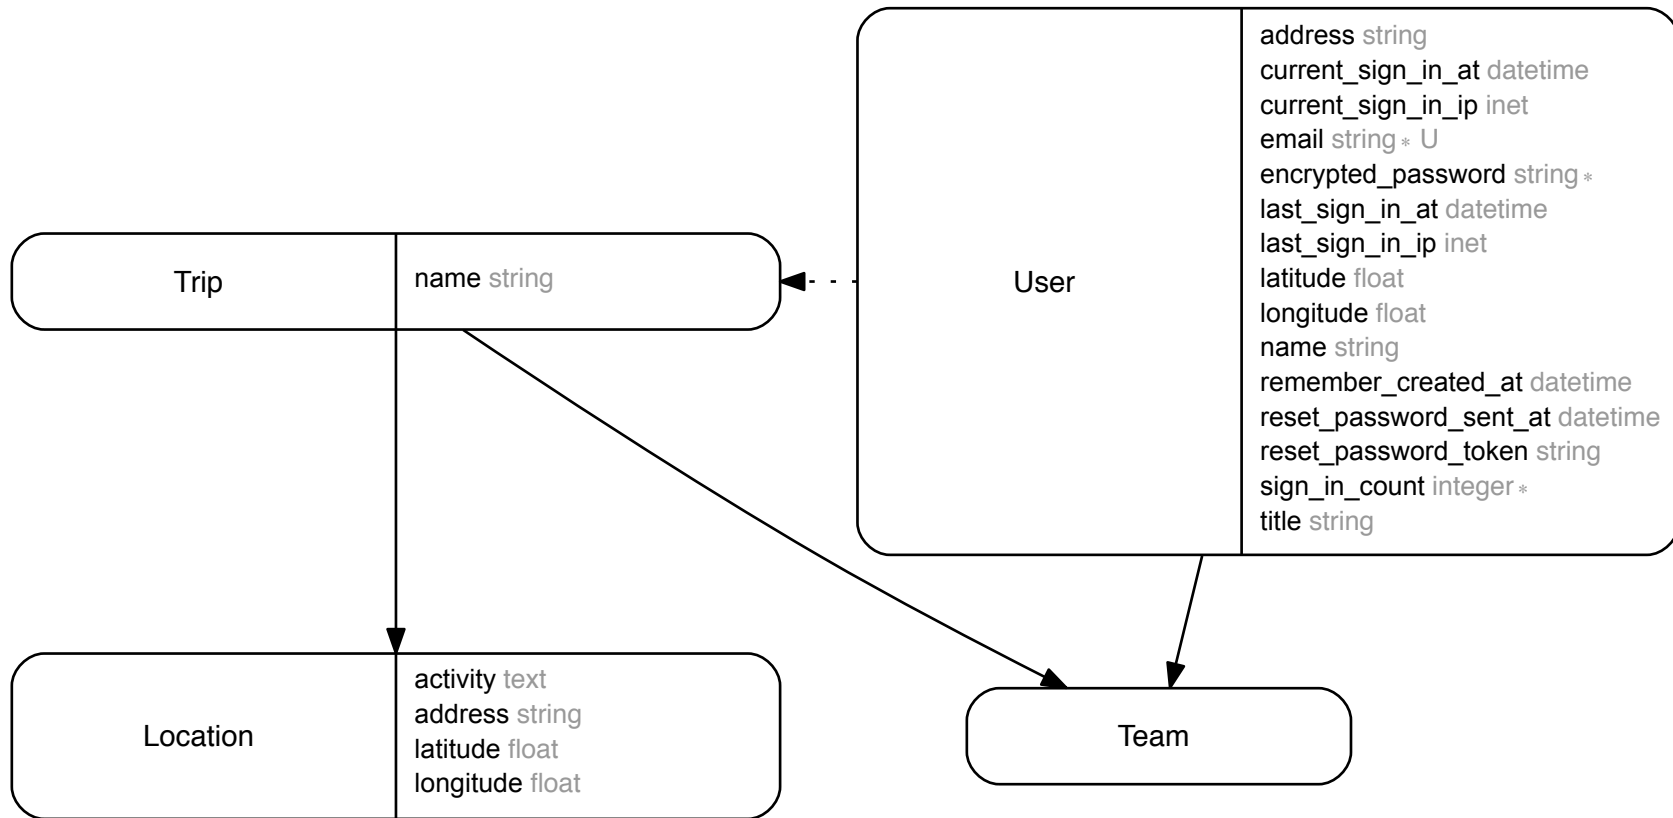 Trip
name string
User
address string
current_sign_in_at datetime
current_sign_in_ip inet
email string * U
encrypted_password string *
last_sign_in_at datetime
last_sign_in_ip inet
latitude float
longitude float
name string
remember_created_at datetime
reset_password_sent_at datetime
reset_password_token string
sign_in_count integer *
title string
Location
activity text
address string
latitude float
longitude float
Team